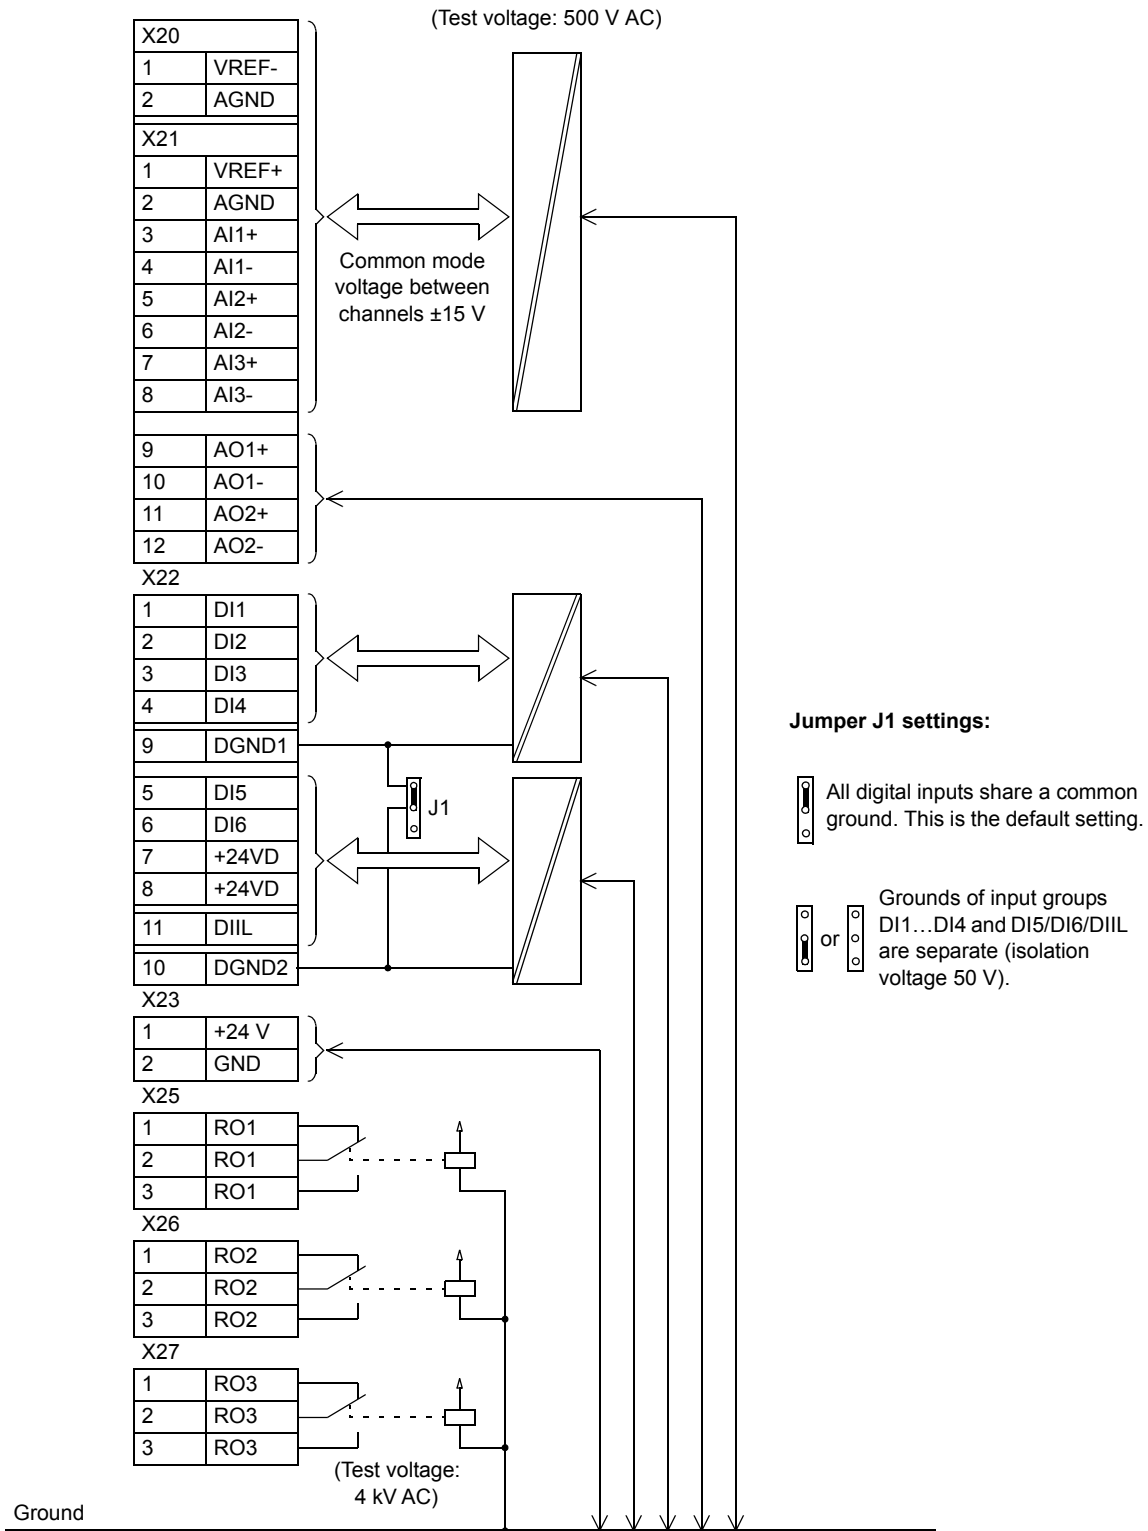 (Test voltage: 500 V AC)
X20
1 VREF-
2 AGND
X21
1 VREF+
2 AGND
3 AI1+
4 AI1-
5 AI2+
6 AI2-
7 AI3+
8 AI3-
Common mode
voltage between
channels ±15 V
9 AO1+
10 AO1-
11 AO2+
12 AO2-
X22
1 DI1
2 DI2
3 DI3
4 DI4
9 DGND1
5 DI5
6 DI6
7 +24VD
8 +24VD
11 DIIL
10 DGND2
J1
Jumper J1 settings:
All digital inputs share a common
ground. This is the default setting.
or
Grounds of input groups
DI1…DI4 and DI5/DI6/DIIL
are separate (isolation
voltage 50 V).
X23
1 +24 V
2 GND
X25
1 RO1
2 RO1
3 RO1
X26
1 RO2
2 RO2
3 RO2
X27
1 RO3
2 RO3
3 RO3
(Test voltage:
4 kV AC)
Ground